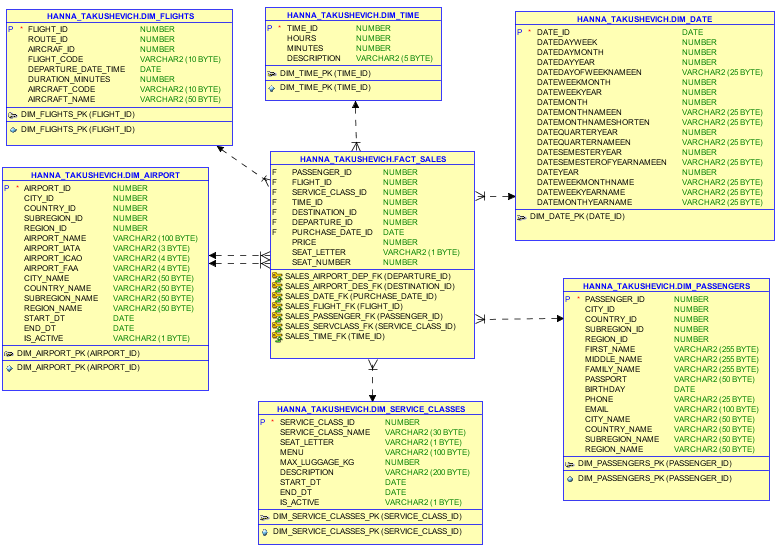 HANNA_TAKUSHEVICH.DIM_FLIGHTS
P * FLIGHT_ID NUMBER
ROUTE_ID NUMBER
AIRCRAF_ID NUMBER
FLIGHT_CODE VARCHAR2 (10 BYTE)
DEPARTURE_DATE_TIME DATE
DURATION_MINUTES NUMBER
AIRCRAFT_CODE VARCHAR2 (10 BYTE)
AIRCRAFT_NAME VARCHAR2 (50 BYTE)
DIM_FLIGHTS_PK (FLIGHT_ID)
DIM_FLIGHTS_PK (FLIGHT_ID)
HANNA_TAKUSHEVICH.DIM_TIME
P * TIME_ID NUMBER
HOURS NUMBER
MINUTES NUMBER
DESCRIPTION VARCHAR2 (5 BYTE)
DIM_TIME_PK (TIME_ID)
DIM_TIME_PK (TIME_ID)
HANNA_TAKUSHEVICH.DIM_DATE
P * DATE_ID DATE
DATEDAYWEEK NUMBER
DATEDAYMONTH NUMBER
DATEDAYYEAR NUMBER
DATEDAYOFWEEKNAMEEN VARCHAR2 (25 BYTE)
DATEWEEKMONTH NUMBER
DATEWEEKYEAR NUMBER
DATEMONTH NUMBER
DATEMONTHNAMEEN VARCHAR2 (25 BYTE)
DATEMONTHNAMESHORTEN VARCHAR2 (25 BYTE)
DATEQUARTERYEAR NUMBER
DATEQUARTERNAMEEN VARCHAR2 (25 BYTE)
DATESEMESTERYEAR NUMBER
DATESEMESTEROFYEARNAMEEN VARCHAR2 (25 BYTE)
DATEYEAR NUMBER
DATEWEEKMONTHNAME VARCHAR2 (25 BYTE)
DATEWEEKYEARNAME VARCHAR2 (25 BYTE)
DATEMONTHYEARNAME VARCHAR2 (25 BYTE)
DIM_DATE_PK (DATE_ID)
HANNA_TAKUSHEVICH.DIM_AIRPORT
P * AIRPORT_ID NUMBER
CITY_ID NUMBER
COUNTRY_ID NUMBER
SUBREGION_ID NUMBER
REGION_ID NUMBER
AIRPORT_NAME VARCHAR2 (100 BYTE)
AIRPORT_IATA VARCHAR2 (3 BYTE)
AIRPORT_ICAO VARCHAR2 (4 BYTE)
AIRPORT_FAA VARCHAR2 (4 BYTE)
CITY_NAME VARCHAR2 (50 BYTE)
COUNTRY_NAME VARCHAR2 (50 BYTE)
SUBREGION_NAME VARCHAR2 (50 BYTE)
REGION_NAME VARCHAR2 (50 BYTE)
START_DT DATE
END_DT DATE
IS_ACTIVE VARCHAR2 (1 BYTE)
DIM_AIRPORT_PK (AIRPORT_ID)
DIM_AIRPORT_PK (AIRPORT_ID)
HANNA_TAKUSHEVICH.FACT_SALES
F PASSENGER_ID NUMBER
F FLIGHT_ID NUMBER
F SERVICE_CLASS_ID NUMBER
F TIME_ID NUMBER
F DESTINATION_ID NUMBER
F DEPARTURE_ID NUMBER
F PURCHASE_DATE_ID DATE
PRICE NUMBER
SEAT_LETTER VARCHAR2 (1 BYTE)
SEAT_NUMBER NUMBER
SALES_AIRPORT_DEP_FK (DEPARTURE_ID)
SALES_AIRPORT_DES_FK (DESTINATION_ID)
SALES_DATE_FK (PURCHASE_DATE_ID)
SALES_FLIGHT_FK (FLIGHT_ID)
SALES_PASSENGER_FK (PASSENGER_ID)
SALES_SERVCLASS_FK (SERVICE_CLASS_ID)
SALES_TIME_FK (TIME_ID)
HANNA_TAKUSHEVICH.DIM_PASSENGERS
P * PASSENGER_ID NUMBER
CITY_ID NUMBER
COUNTRY_ID NUMBER
SUBREGION_ID NUMBER
REGION_ID NUMBER
FIRST_NAME VARCHAR2 (255 BYTE)
MIDDLE_NAME VARCHAR2 (255 BYTE)
FAMILY_NAME VARCHAR2 (255 BYTE)
PASSPORT VARCHAR2 (50 BYTE)
BIRTHDAY DATE
PHONE VARCHAR2 (25 BYTE)
EMAIL VARCHAR2 (100 BYTE)
CITY_NAME VARCHAR2 (50 BYTE)
COUNTRY_NAME VARCHAR2 (50 BYTE)
SUBREGION_NAME VARCHAR2 (50 BYTE)
REGION_NAME VARCHAR2 (50 BYTE)
DIM_PASSENGERS_PK (PASSENGER_ID)
DIM_PASSENGERS_PK (PASSENGER_ID)
HANNA_TAKUSHEVICH.DIM_SERVICE_CLASSES
P * SERVICE_CLASS_ID NUMBER
SERVICE_CLASS_NAME VARCHAR2 (30 BYTE)
SEAT_LETTER VARCHAR2 (1 BYTE)
MENU VARCHAR2 (100 BYTE)
MAX_LUGGAGE_KG NUMBER
DESCRIPTION VARCHAR2 (200 BYTE)
START_DT DATE
END_DT DATE
IS_ACTIVE VARCHAR2 (1 BYTE)
DIM_SERVICE_CLASSES_PK (SERVICE_CLASS_ID)
DIM_SERVICE_CLASSES_PK (SERVICE_CLASS_ID)